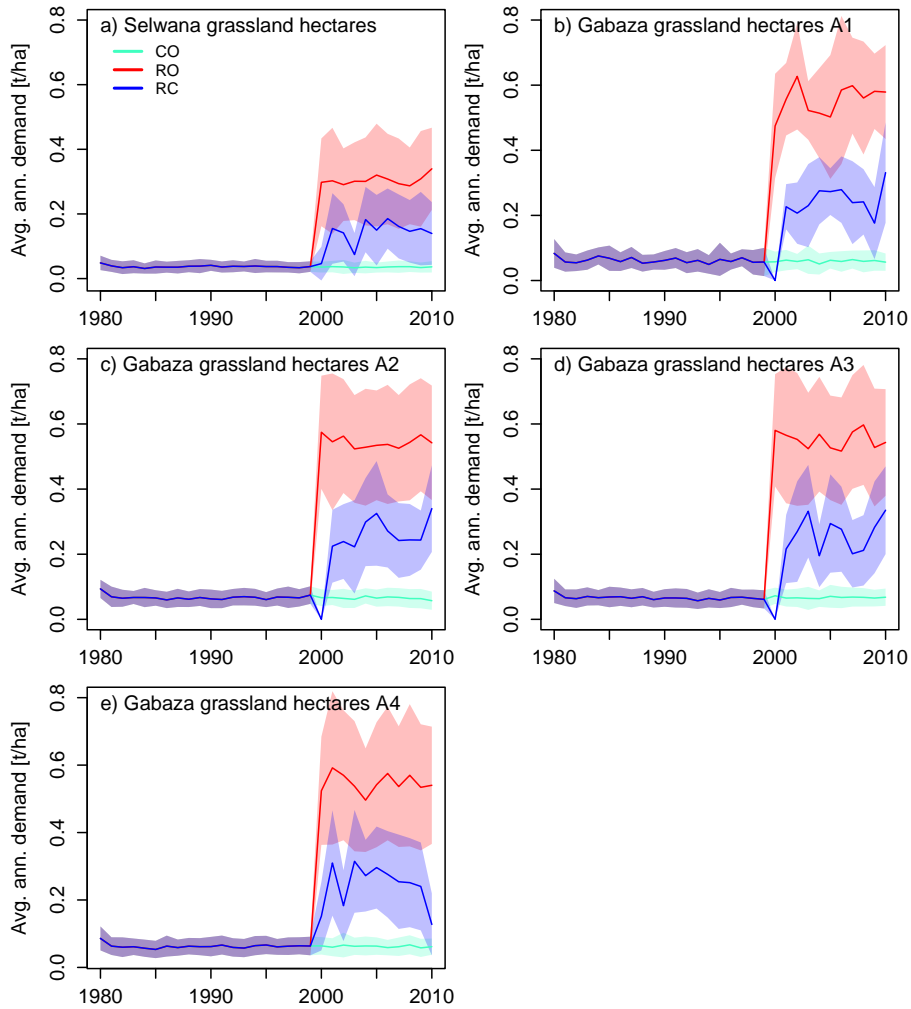 a) Selwana grassland hectares
CO
RO
RC
Avg. ann. demand [t/ha]
0.0 0.2 0.4 0.6 0.8
1980 1990 2000 2010
b) Gabaza grassland hectares A1
Avg. ann. demand [t/ha]
0.0 0.2 0.4 0.6 0.8
1980 1990 2000 2010
c) Gabaza grassland hectares A2
Avg. ann. demand [t/ha]
0.0 0.2 0.4 0.6 0.8
1980 1990 2000 2010
d) Gabaza grassland hectares A3
Avg. ann. demand [t/ha]
0.0 0.2 0.4 0.6 0.8
1980 1990 2000 2010
e) Gabaza grassland hectares A4
Avg. ann. demand [t/ha]
0.0 0.2 0.4 0.6 0.8
1980 1990 2000 2010